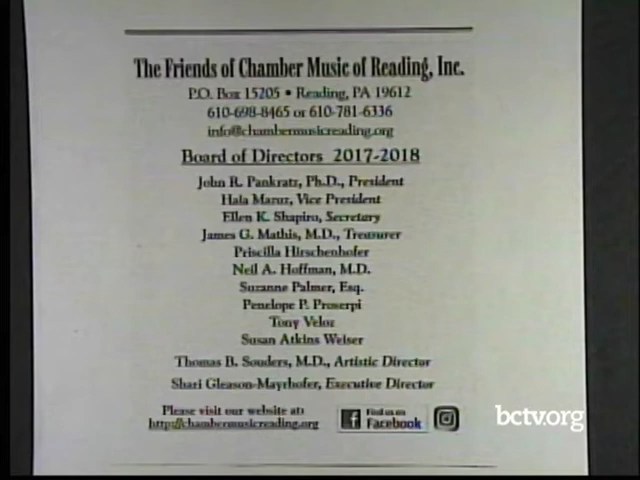 The Friends of Chamber Music of Reading, Inc.
P.O. Box 15205 • Reading, PA 19612
610-698-8465 or 610-781-6336
info@chambermusicreading.org
Board of Directors 2017-2018
John R. Pankratz, Ph.D., President
Hala Maruz, Vice President
Ellen K. Shapiro, Secretary
James G. Mathis, M.D., Treasurer
Priscilla Hirschenhofer
Neil A. Hoffman, M.D.
Suzanne Palmer, Esq.
Penelope P. Proserpi
Tony Veloz
Susan Atkins Weiser
Thomas B. Souders, M.D., Artistic Director
Shari Gleason-Mayrhofer, Executive Director
Please visit our website at:
http://chambermusicreading.org
Find us on
Facebook
bctv.org